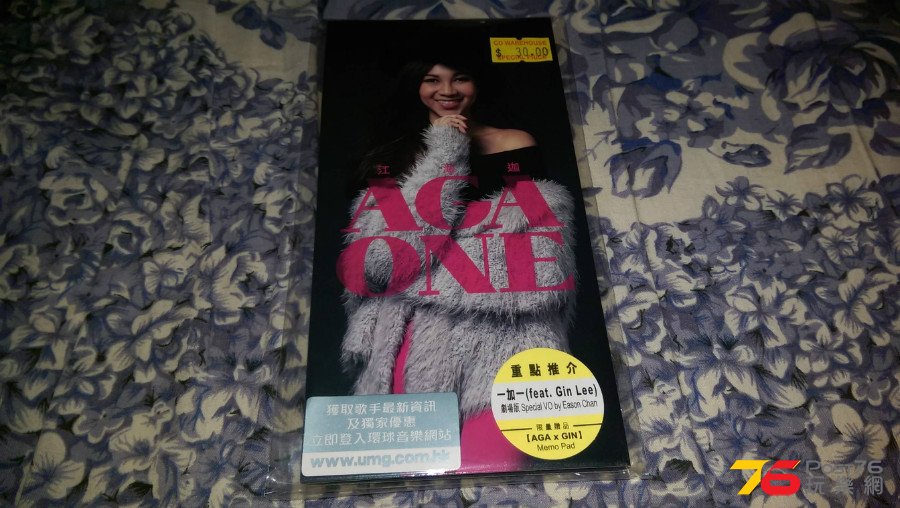 CD WAREHOUSE
$ 30.00
SPECIAL PRICE
江 迦
AGA
ONE
重點推介
一加一(feat. Gin Lee)
劇場版 Special VO by Eason Chan
限量贈品
【AGA x GIN】
Memo Pad
獲取歌手最新資訊
及獨家優惠
立即登入環球音樂網站
www.umg.com.hk
76 Post76
玩樂網